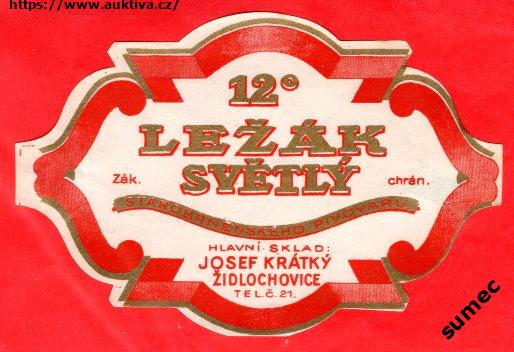 https://www.auktiva.cz/
12°
LEŽÁK
SVĚTLÝ
Zák. chrán.
STAROBRNĚNSKÉHO PIVOVARU
HLAVNÍ SKLAD:
JOSEF KRÁTKÝ
ŽIDLOCHOVICE
TEL.Č.21.
sumec